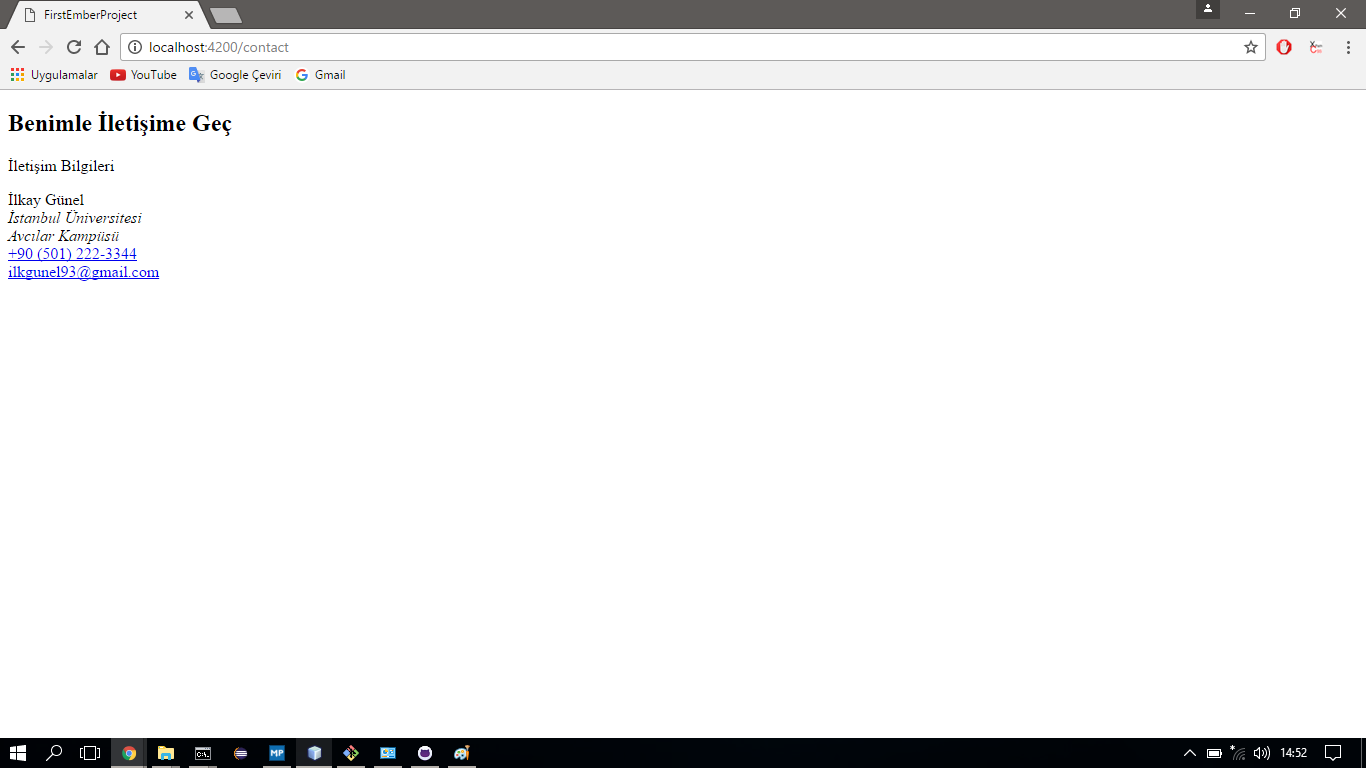 FirstEmberProject
localhost:4200/contact
Uygulamalar YouTube Google Çeviri Gmail
Benimle İletişime Geç
İletişim Bilgileri
İlkay Günel
İstanbul Üniversitesi
Avcılar Kampüsü
+90 (501) 222-3344
ilkgunel93@gmail.com
MP
14:52